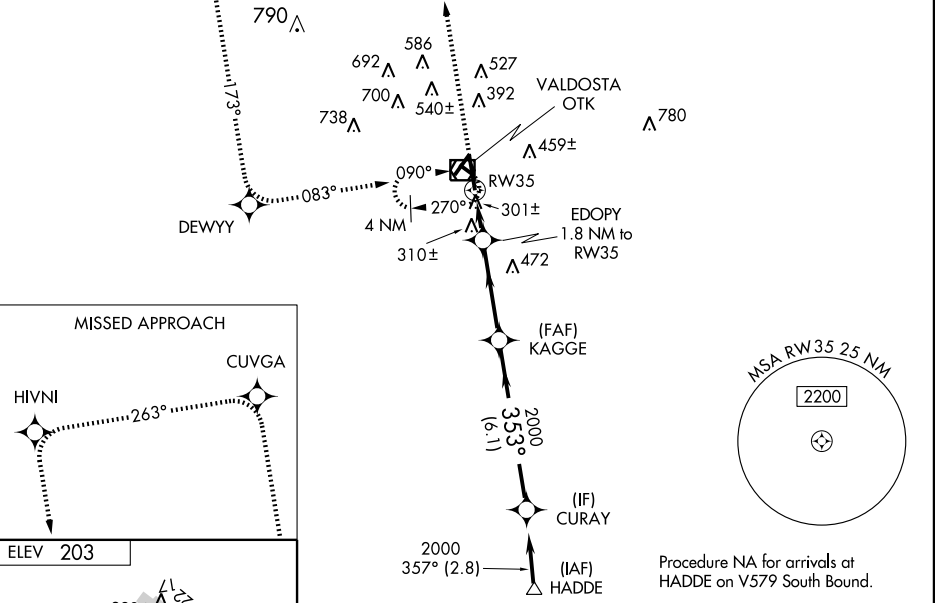 790
586
692
527
VALDOSTA
OTK
700
540±
392
738
780
459±
173°
090°
RW35
083°
270°
301±
DEWYY
4 NM
EDOPY
1.8 NM to
RW35
310±
472
MISSED APPROACH
(FAF)
KAGGE
CUVGA
HIVNI
263°
MSA RW35 25 NM
2200
2000
353°
(6.1)
(IF)
CURAY
ELEV 203
2000
357° (2.8)
(IAF)
HADDE
Procedure NA for arrivals at
HADDE on V579 South Bound.